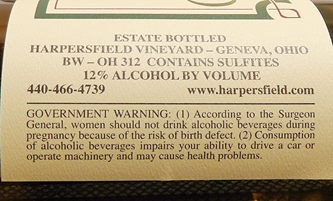 ESTATE BOTTLED
HARPERSFIELD VINEYARD – GENEVA, OHIO
BW – OH 312 CONTAINS SULFITES
12% ALCOHOL BY VOLUME
440-466-4739 www.harpersfield.com
GOVERNMENT WARNING: (1) According to the Surgeon
General, women should not drink alcoholic beverages during
pregnancy because of the risk of birth defect. (2) Consumption
of alcoholic beverages impairs your ability to drive a car or
operate machinery and may cause health problems.